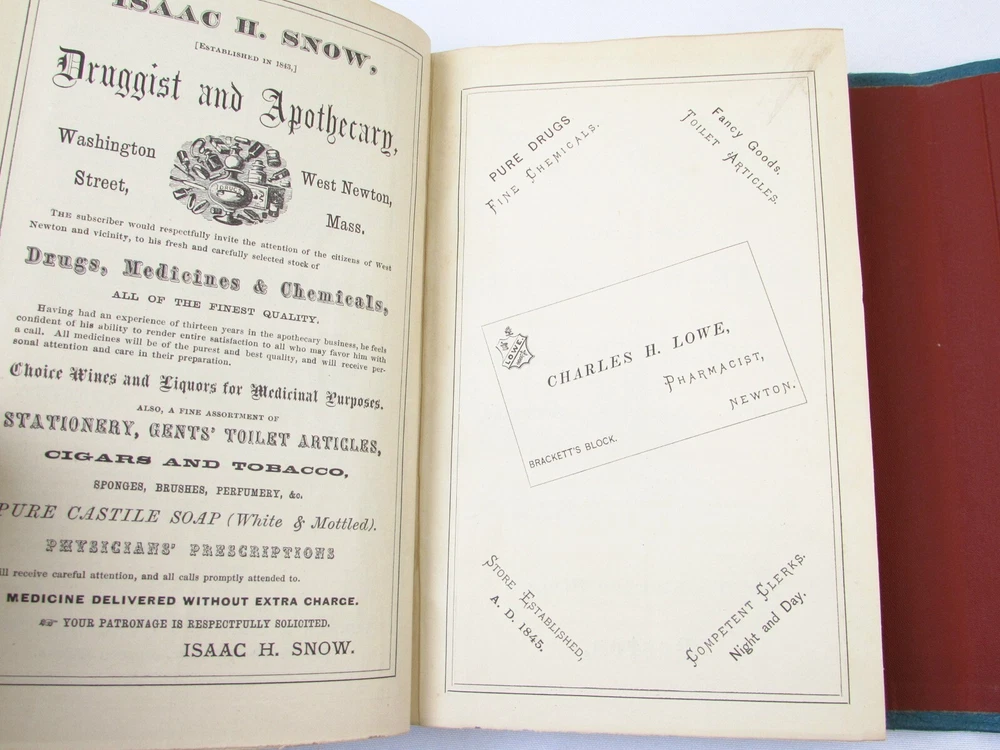 ISAAC H. SNOW,
[ESTABLISHED IN 1843,]
Druggist and Apothecary,
Washington
Street,
DRUGS
West Newton,
Mass.
THE subscriber would respectfully invite the attention of the citizens of West
Newton and vicinity, to his fresh and carefully selected stock of
Drugs, Medicines & Chemicals,
ALL OF THE FINEST QUALITY.
Having had an experience of thirteen years in the apothecary business, he feels
confident of his ability to render entire satisfaction to all who may favor him with
a call. All medicines will be of the purest and best quality, and will receive per-
sonal attention and care in their preparation.
Choice Wines and Liquors for Medicinal Purposes.
ALSO, A FINE ASSORTMENT OF
STATIONERY, GENTS' TOILET ARTICLES,
CIGARS AND TOBACCO,
SPONGES, BRUSHES, PERFUMERY, &c.
PURE CASTILE SOAP (White & Mottled).
PHYSICIANS' PRESCRIPTIONS
ill receive careful attention, and all calls promptly attended to.
MEDICINE DELIVERED WITHOUT EXTRA CHARGE.
☞ YOUR PATRONAGE IS RESPECTFULLY SOLICITED.
ISAAC H. SNOW.
PURE DRUGS
FINE CHEMICALS.
Fancy Goods.
TOILET ARTICLES.
LOWE
CHARLES H. LOWE,
PHARMACIST,
NEWTON.
BRACKETT'S BLOCK.
STORE ESTABLISHED,
A. D. 1845.
COMPETENT CLERKS.
Night and Day.